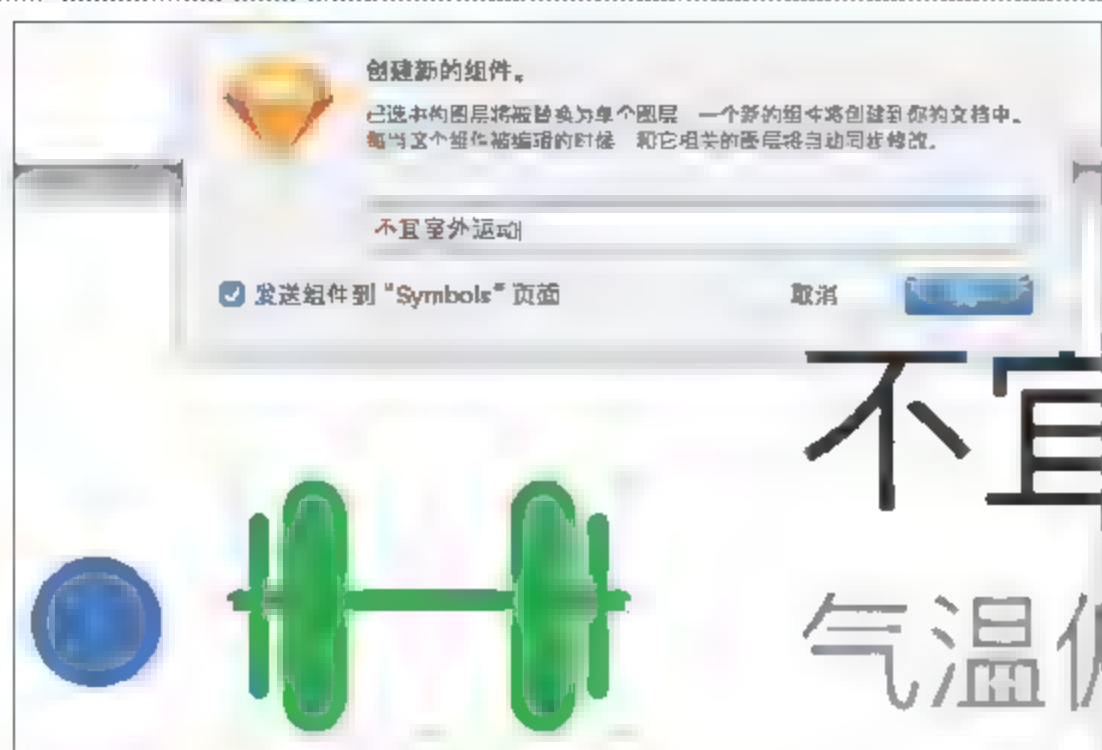 创建新的组件。
已选中的图层将被替换为单个图层 一个新的组件将创建到你的文档中。
每当这个组件被编辑的时候 和它相关的图层将自动同步修改。
不宜室外运动
发送组件到 "Symbols" 页面
取消
不宜
气温